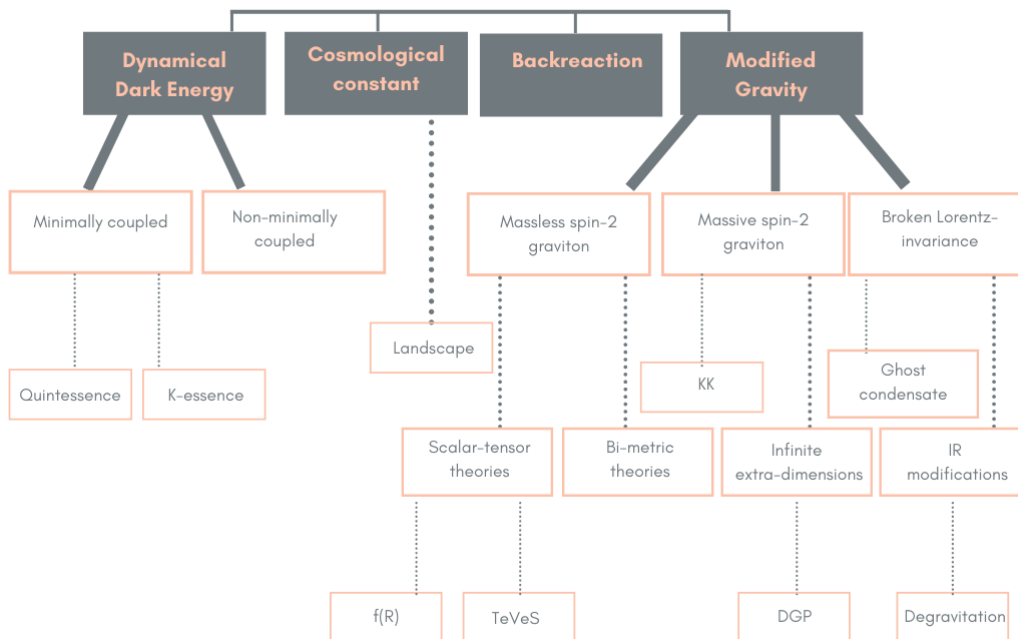 Dynamical
Dark Energy
Cosmological
constant
Backreaction
Modified
Gravity
Minimally coupled
Non-minimally
coupled
Massless spin-2
graviton
Massive spin-2
graviton
Broken Lorentz-
invariance
Landscape
Quintessence
K-essence
KK
Ghost
condensate
Scalar-tensor
theories
Bi-metric
theories
Infinite
extra-dimensions
IR
modifications
f(R)
TeVeS
DGP
Degravitation